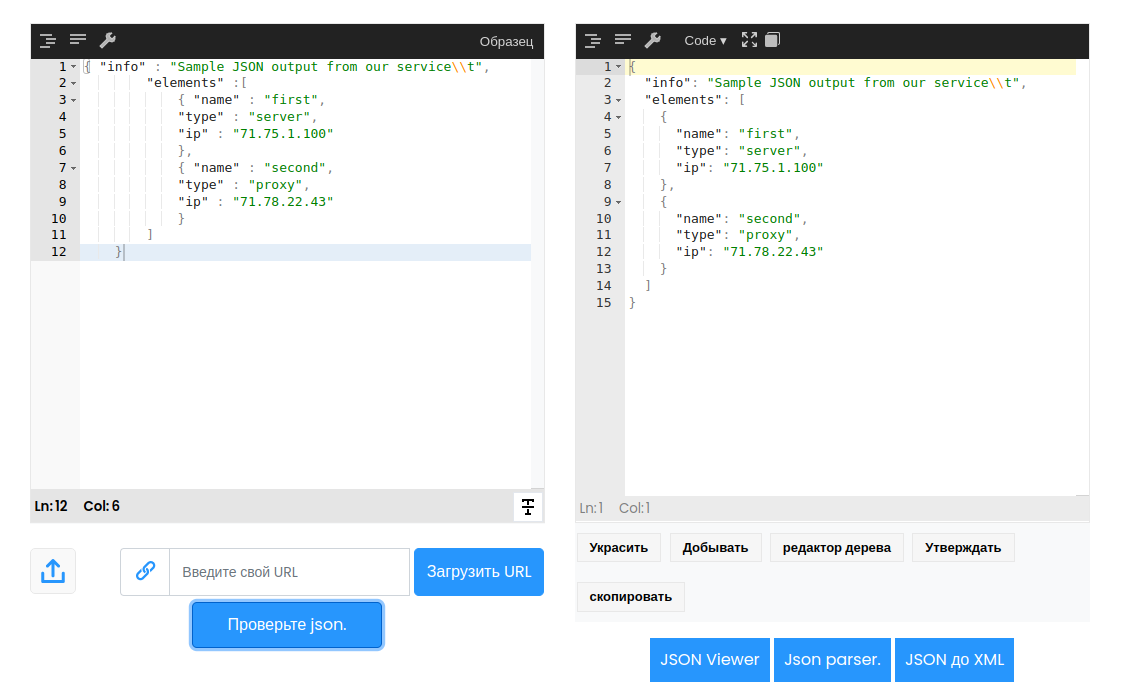 Образец
1 { "info" : "Sample JSON output from our service\\t",
2 "elements" :[
3 { "name" : "first",
4 "type" : "server",
5 "ip" : "71.75.1.100"
6 },
7 { "name" : "second",
8 "type" : "proxy",
9 "ip" : "71.78.22.43"
10 }
11 ]
12 }
Ln:12 Col:6
Введите свой URL
Загрузить URL
Проверьте json.
Code ▾
1 {
2 "info": "Sample JSON output from our service\\t",
3 "elements": [
4 {
5 "name": "first",
6 "type": "server",
7 "ip": "71.75.1.100"
8 },
9 {
10 "name": "second",
11 "type": "proxy",
12 "ip": "71.78.22.43"
13 }
14 ]
15 }
Ln:1 Col:1
Украсить Добывать редактор дерева Утверждать
скопировать
JSON Viewer Json parser. JSON до XML